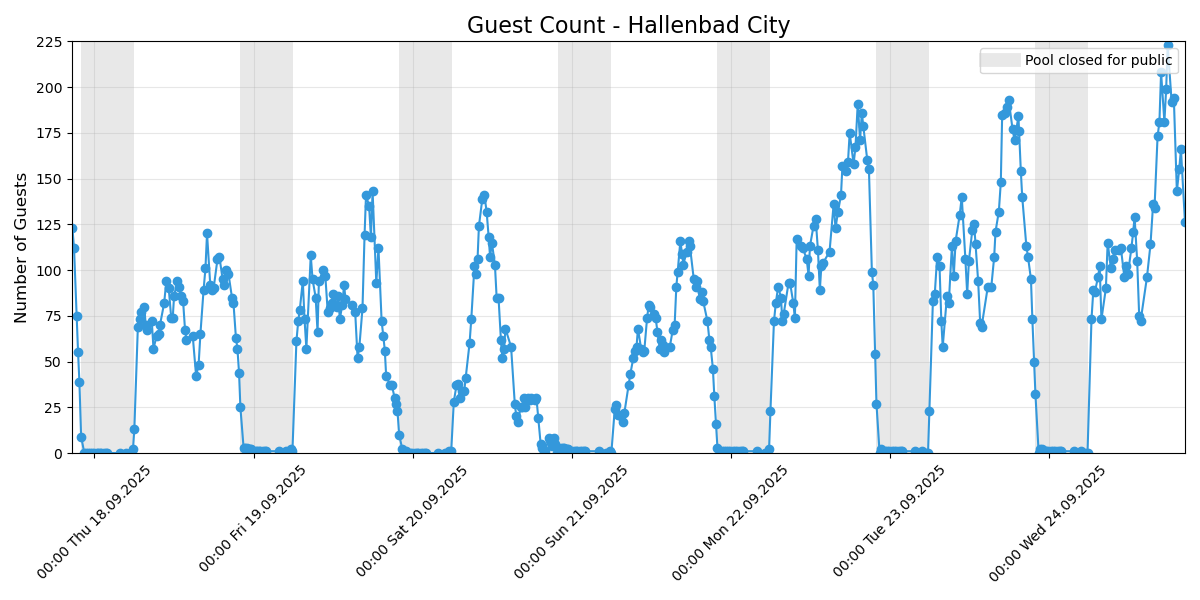 Guest Count - Hallenbad City
Pool closed for public
Number of Guests
225
200
175
150
125
100
75
50
25
0
00:00 Thu 18.09.2025
00:00 Fri 19.09.2025
00:00 Sat 20.09.2025
00:00 Sun 21.09.2025
00:00 Mon 22.09.2025
00:00 Tue 23.09.2025
00:00 Wed 24.09.2025